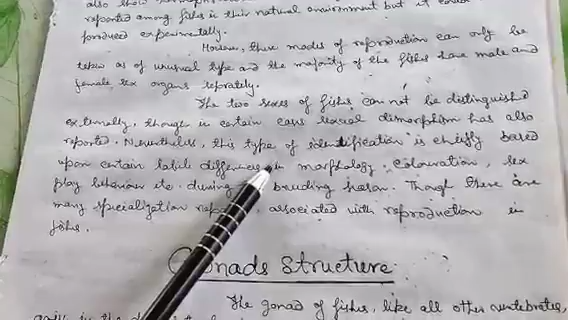 also show
reported among fishes in their natural environment but it could
produced experimentally.
However, these modes of reproduction can only be
taken as of unusual type and the majority of the fishes have male and
female sex organs seprately.
The two sexes of fishes can not be distinguished
externally, though in certain cases sexual dimorphism has also
reported. Nevertheless, this type of identification is chiefly based
upon certain labile differences in morphology, colouration, sex
play behaviour etc. during breeding season. Though there are
many specialization associated with reproduction in
fishes.
Gonads Structure
The gonad of fishes, like all other vertebrates,